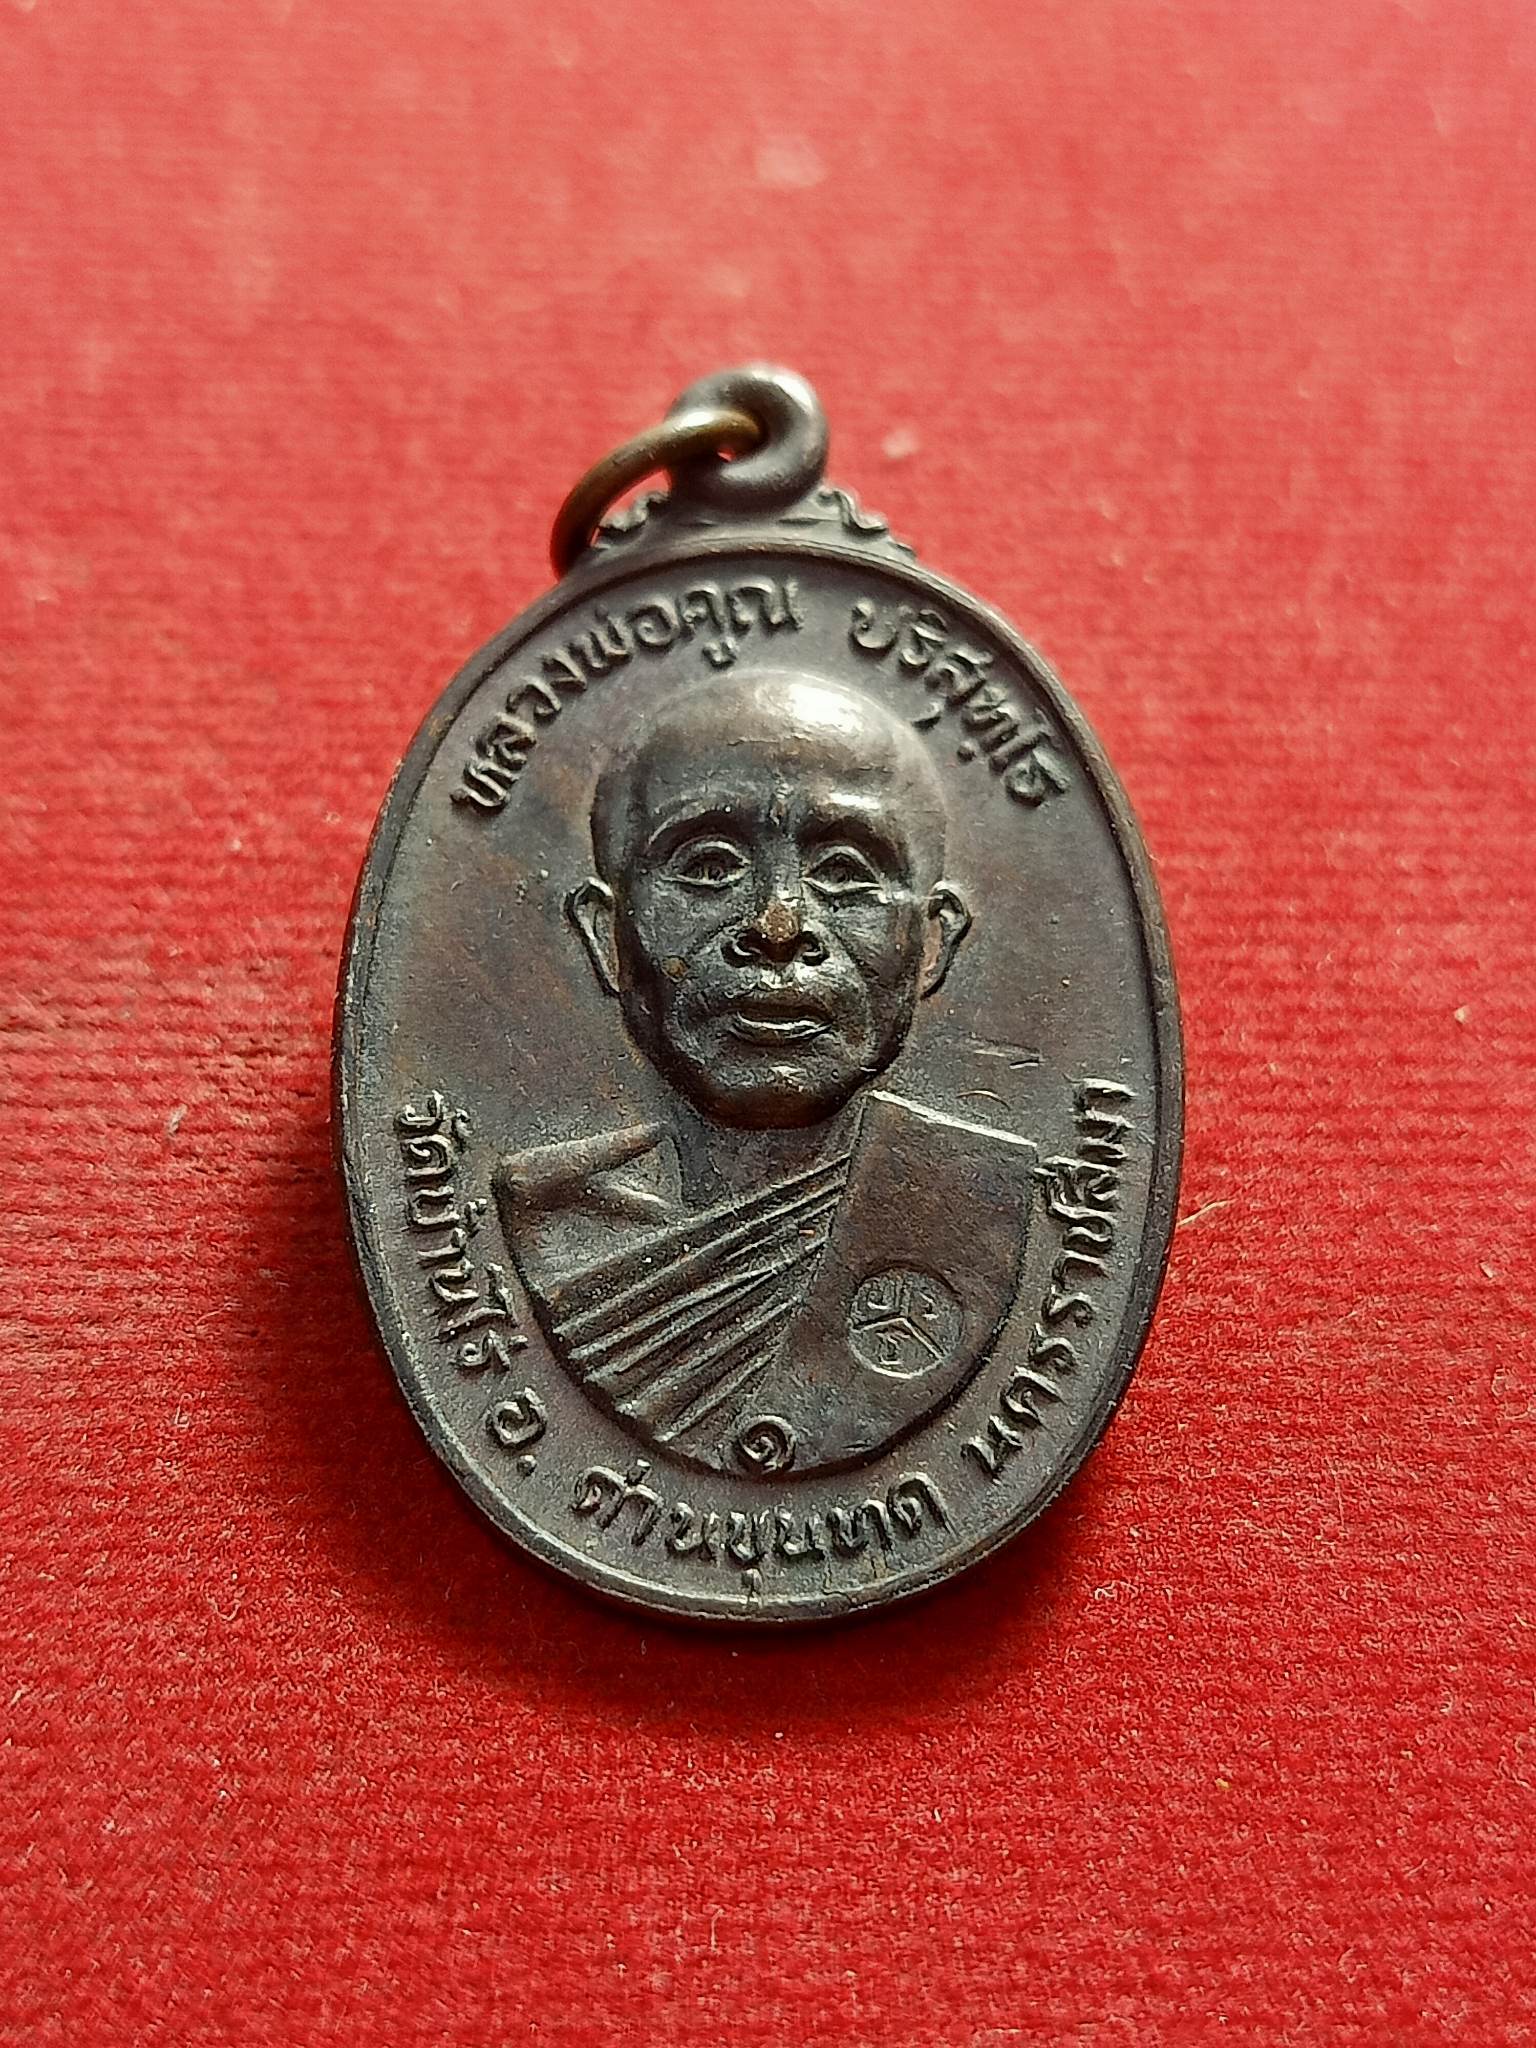 หลวงพ่อคูณ ปริสุทฺโธ
วัดบ้านไร่ อ. ด่านขุนทด นครราชสีมา
๑